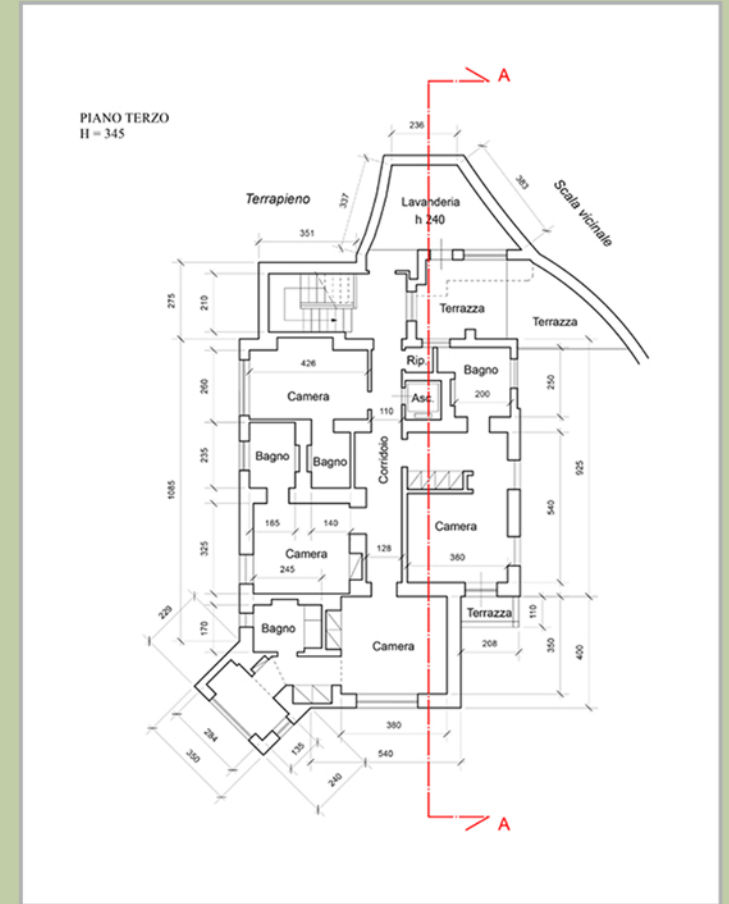 A
PIANO TERZO
H = 345
236
383
Scala vicinale
Terrapieno
337
Lavanderia
h 240
351
275
210
Terrazza
Terrazza
Rip.
Bagno
426
260
Camera
Asc.
200
250
110
235
Bagno
Bagno
Corridoio
925
1085
540
165
140
Camera
325
Camera
128
360
245
229
170
Bagno
Terrazza
110
Camera
208
350
400
284
380
350
135
540
240
A